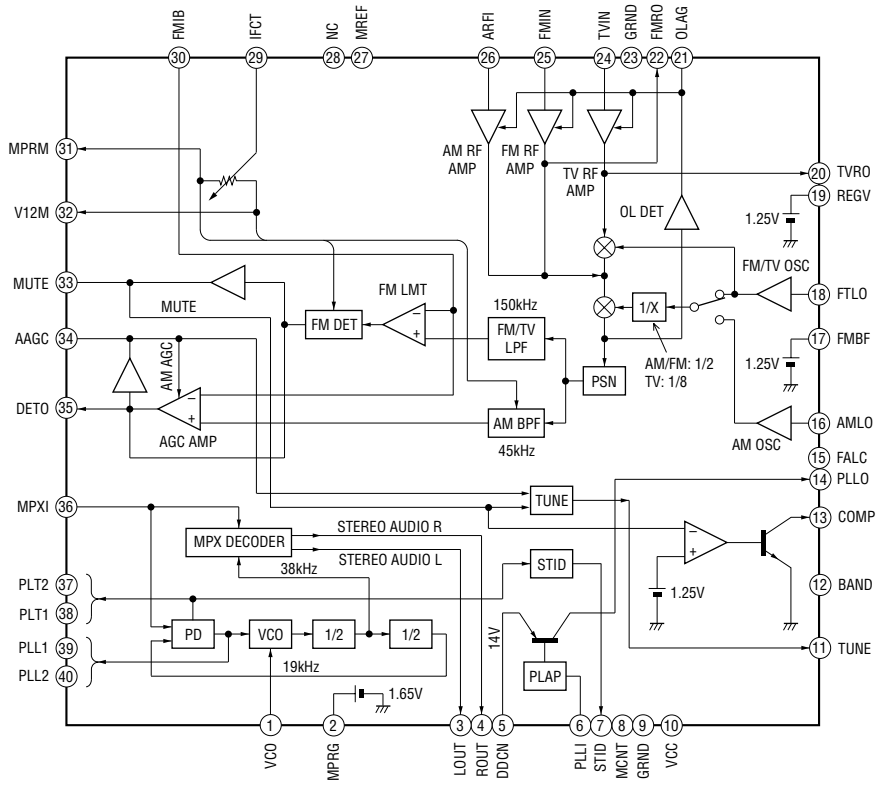 FMIB
IFCT
NC
MREF
ARFI
FMIN
TVIN
GRND
FMRO
OLAG
30
29
28
27
26
25
24
23
22
21
MPRM
31
V12M
32
MUTE
33
AAGC
34
DETO
35
MPXI
36
PLT2
37
PLT1
38
PLL1
39
PLL2
40
AM RF
AMP
FM RF
AMP
TV RF
AMP
OL DET
20
TVRO
19
REGV
1.25V
FM/TV OSC
18
FTLO
17
FMBF
1.25V
16
AMLO
AM OSC
15
FALC
14
PLLO
13
COMP
12
BAND
11
TUNE
MUTE
FM DET
FM LMT
−
+
150kHz
FM/TV
LPF
1/X
AM/FM: 1/2
TV: 1/8
PSN
AM AGC
−
+
AGC AMP
AM BPF
45kHz
TUNE
MPX DECODER
STEREO AUDIO R
STEREO AUDIO L
38kHz
STID
−
+
1.25V
PD
VCO
1/2
1/2
19kHz
14V
PLAP
1.65V
1
2
3
4
5
6
7
8
9
10
VCO
MPRG
LOUT
ROUT
DDCN
PLLI
STID
MCNT
GRND
VCC